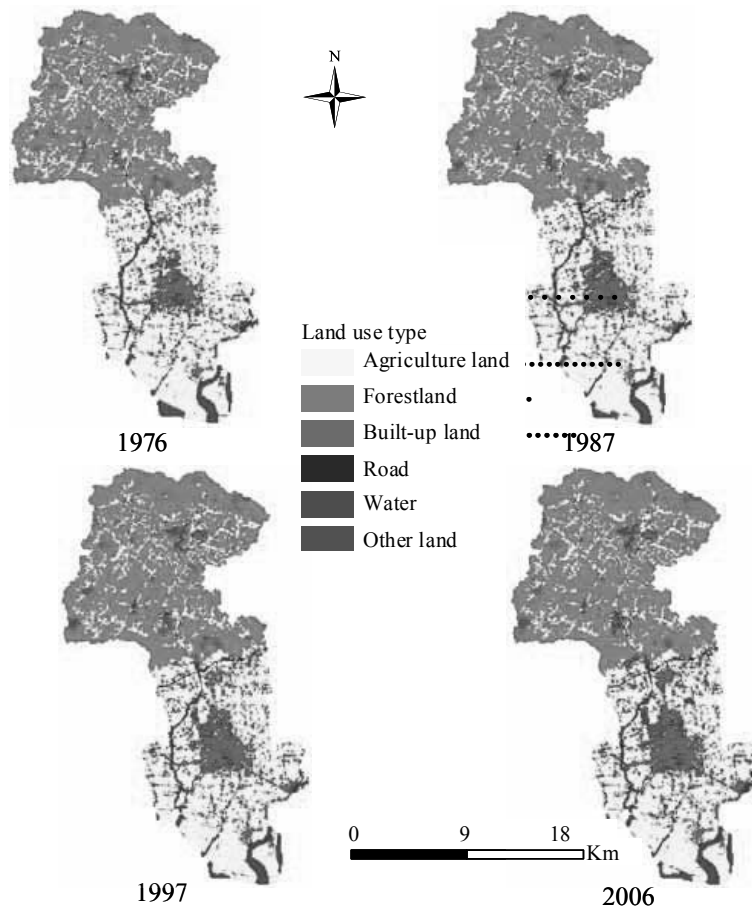 N
Land use type
Agriculture land
Forestland
Built-up land
Road
Water
Other land
1976
1987
0 9 18
Km
1997
2006